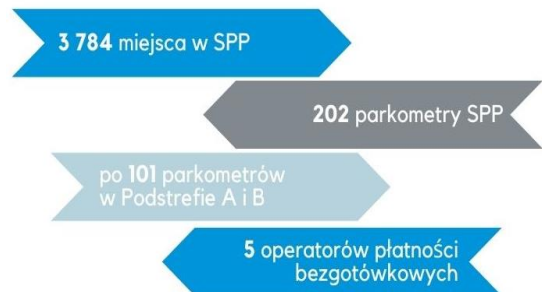 3 784 miejsca w SPP
202 parkometry SPP
po 101 parkometrów
w Podstrefie A i B
5 operatorów płatności
bezgotówkowych